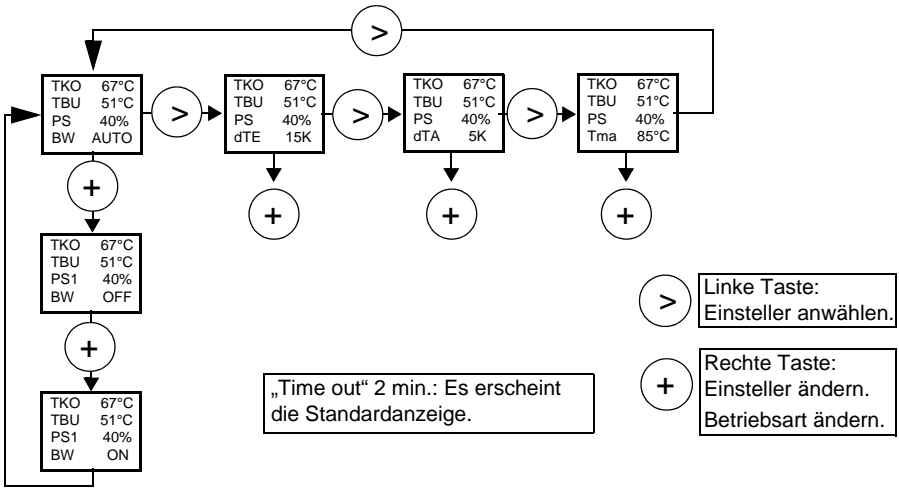 >
TKO 67°C
TBU 51°C
PS 40%
BW AUTO
>
TKO 67°C
TBU 51°C
PS 40%
dTE 15K
>
TKO 67°C
TBU 51°C
PS 40%
dTA 5K
>
TKO 67°C
TBU 51°C
PS 40%
Tma 85°C
+
+
+
+
TKO 67°C
TBU 51°C
PS1 40%
BW OFF
+
TKO 67°C
TBU 51°C
PS1 40%
BW ON
„Time out“ 2 min.: Es erscheint
die Standardanzeige.
>
Linke Taste:
Einsteller anwählen.
+
Rechte Taste:
Einsteller ändern.
Betriebsart ändern.